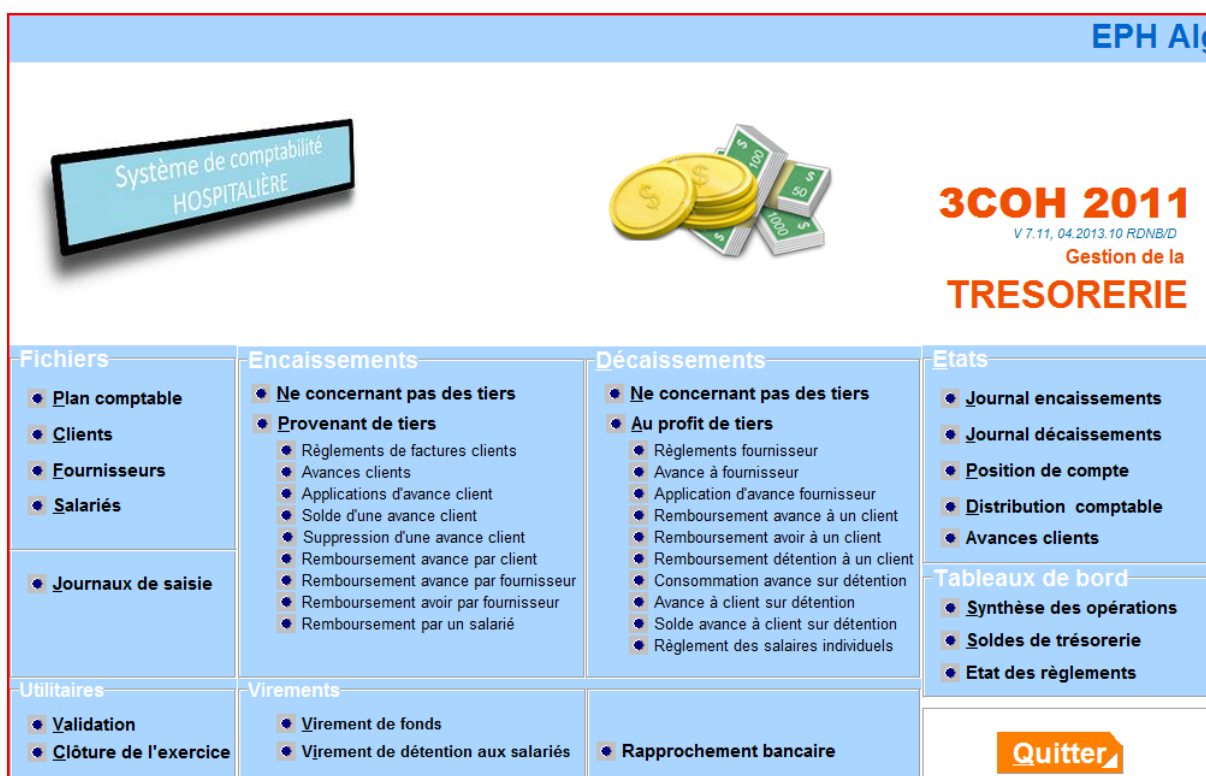 EPH Alg
Système de comptabilité
HOSPITALIÈRE
$
$
100
$
50
1000
$
3COH 2011
V 7.11, 04.2013.10 RDNB/D
Gestion de la
TRESORERIE
Fichiers
Plan comptable
Clients
Fournisseurs
Salariés
Journaux de saisie
Encaissements
Ne concernant pas des tiers
Provenant de tiers
Règlements de factures clients
Avances clients
Applications d'avance client
Solde d'une avance client
Suppression d'une avance client
Remboursement avance par client
Remboursement avance par fournisseur
Remboursement avoir par fournisseur
Remboursement par un salarié
Décaissements
Ne concernant pas des tiers
Au profit de tiers
Règlements fournisseur
Avance à fournisseur
Application d'avance fournisseur
Remboursement avance à un client
Remboursement avoir à un client
Remboursement détention à un client
Consommation avance sur détention
Avance à client sur détention
Solde avance à client sur détention
Règlement des salaires individuels
Etats
Journal encaissements
Journal décaissements
Position de compte
Distribution comptable
Avances clients
Tableaux de bord
Synthèse des opérations
Soldes de trésorerie
Etat des règlements
Utilitaires
Validation
Clôture de l'exercice
Virements
Virement de fonds
Virement de détention aux salariés
Rapprochement bancaire
Quitter